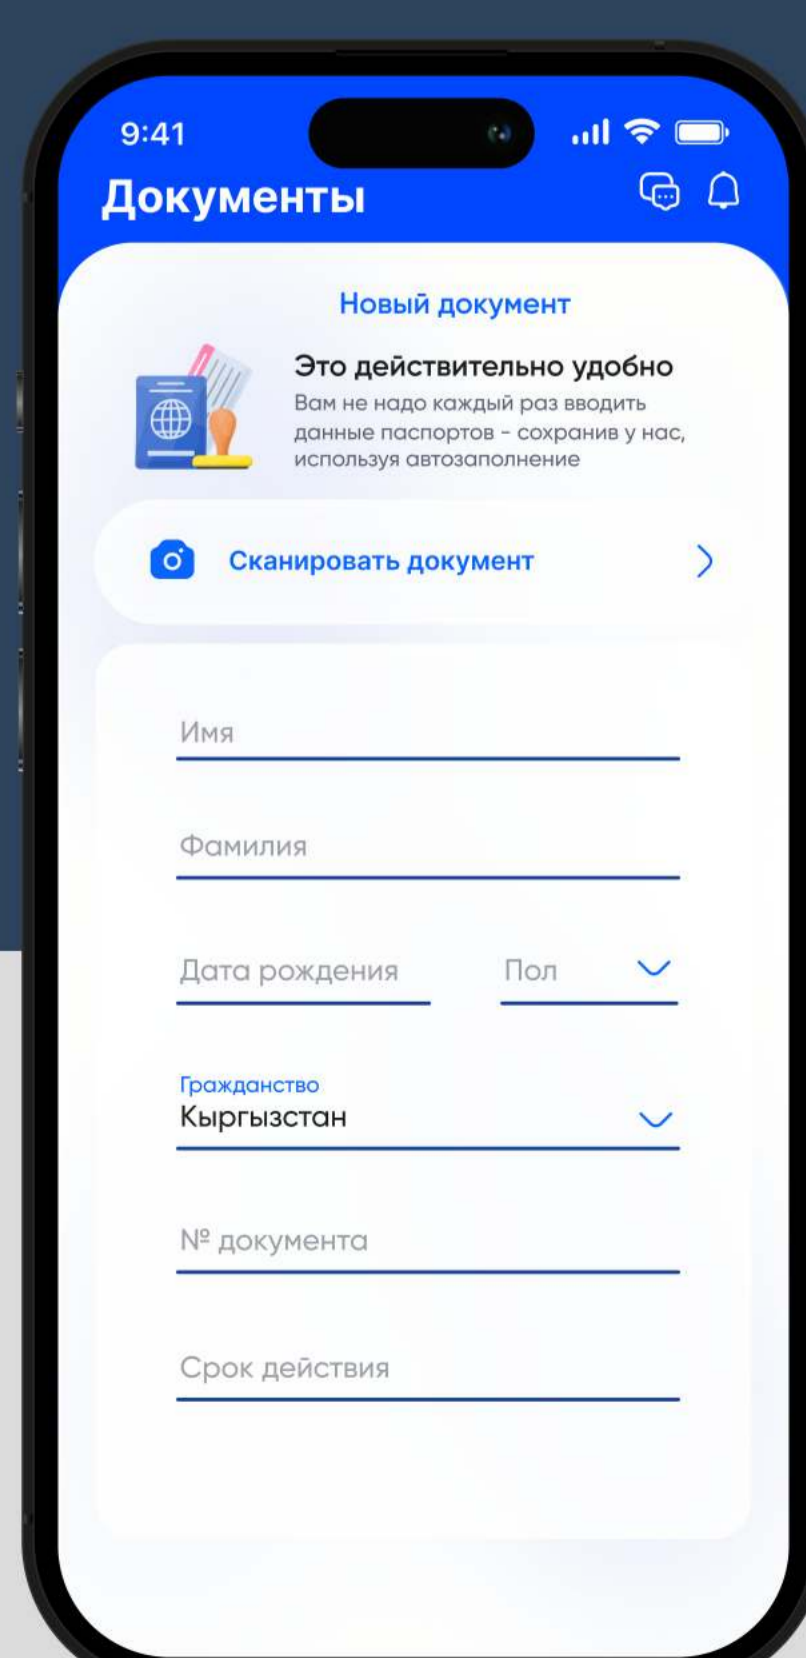 9:41
Документы
Новый документ
Это действительно удобно
Вам не надо каждый раз вводить
данные паспортов - сохранив у нас,
используя автозаполнение
Сканировать документ
Имя
Фамилия
Дата рождения Пол
Гражданство
Кыргызстан
№ документа
Срок действия